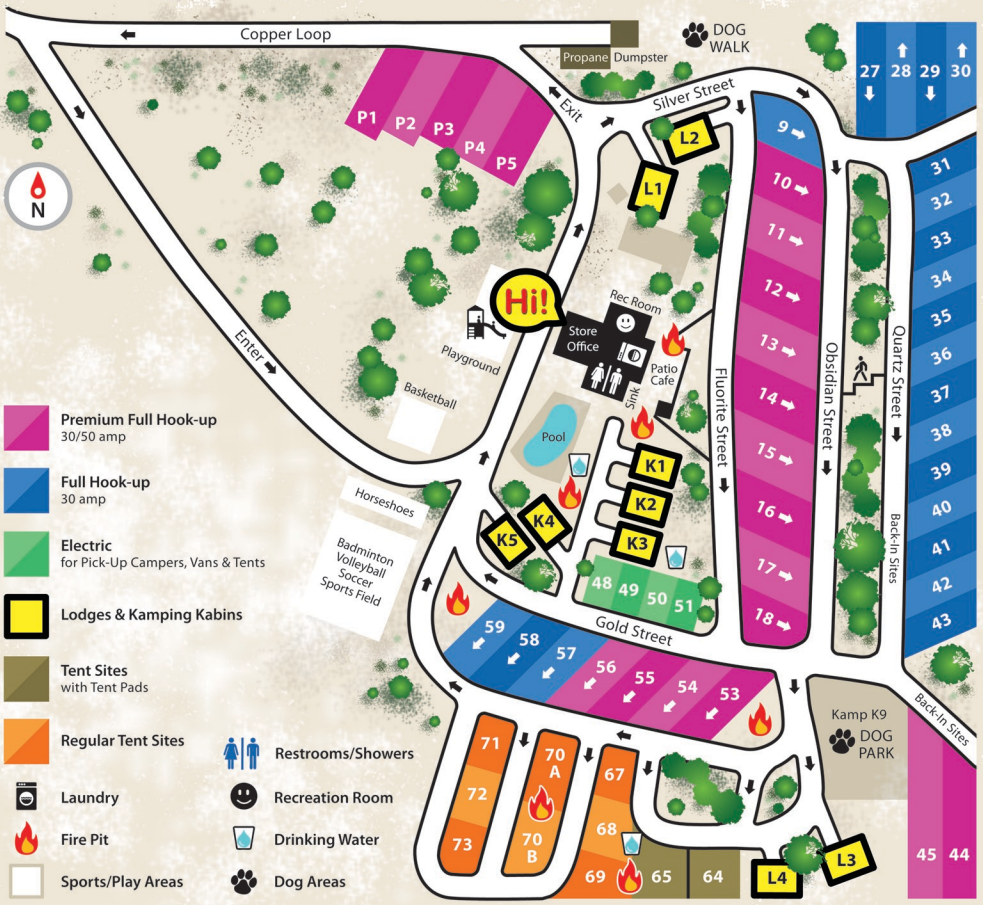 Copper Loop
Propane
Dumpster
DOG
WALK
27
28
29
30
Silver Street
Exit
P1
P2
P3
P4
P5
L2
L1
9
10
11
12
13
14
15
16
17
18
31
32
33
34
35
36
37
38
39
40
41
42
43
N
Hi!
Rec Room
Store
Office
Patio
Cafe
Sink
Playground
Basketball
Enter
Pool
Fluorite Street
Obsidian Street
Quartz Street
Back-In Sites
K1
K2
K3
K4
K5
Horseshoes
Badminton
Volleyball
Soccer
Sports Field
48
49
50
51
Gold Street
59
58
57
56
55
54
53
Kamp K9
DOG
PARK
Back-In Sites
45
44
71
72
73
70
A
70
B
67
68
69
65
64
L4
L3
Premium Full Hook-up
30/50 amp
Full Hook-up
30 amp
Electric
for Pick-Up Campers, Vans & Tents
Lodges & Kamping Kabins
Tent Sites
with Tent Pads
Regular Tent Sites
Laundry
Fire Pit
Sports/Play Areas
Restrooms/Showers
Recreation Room
Drinking Water
Dog Areas